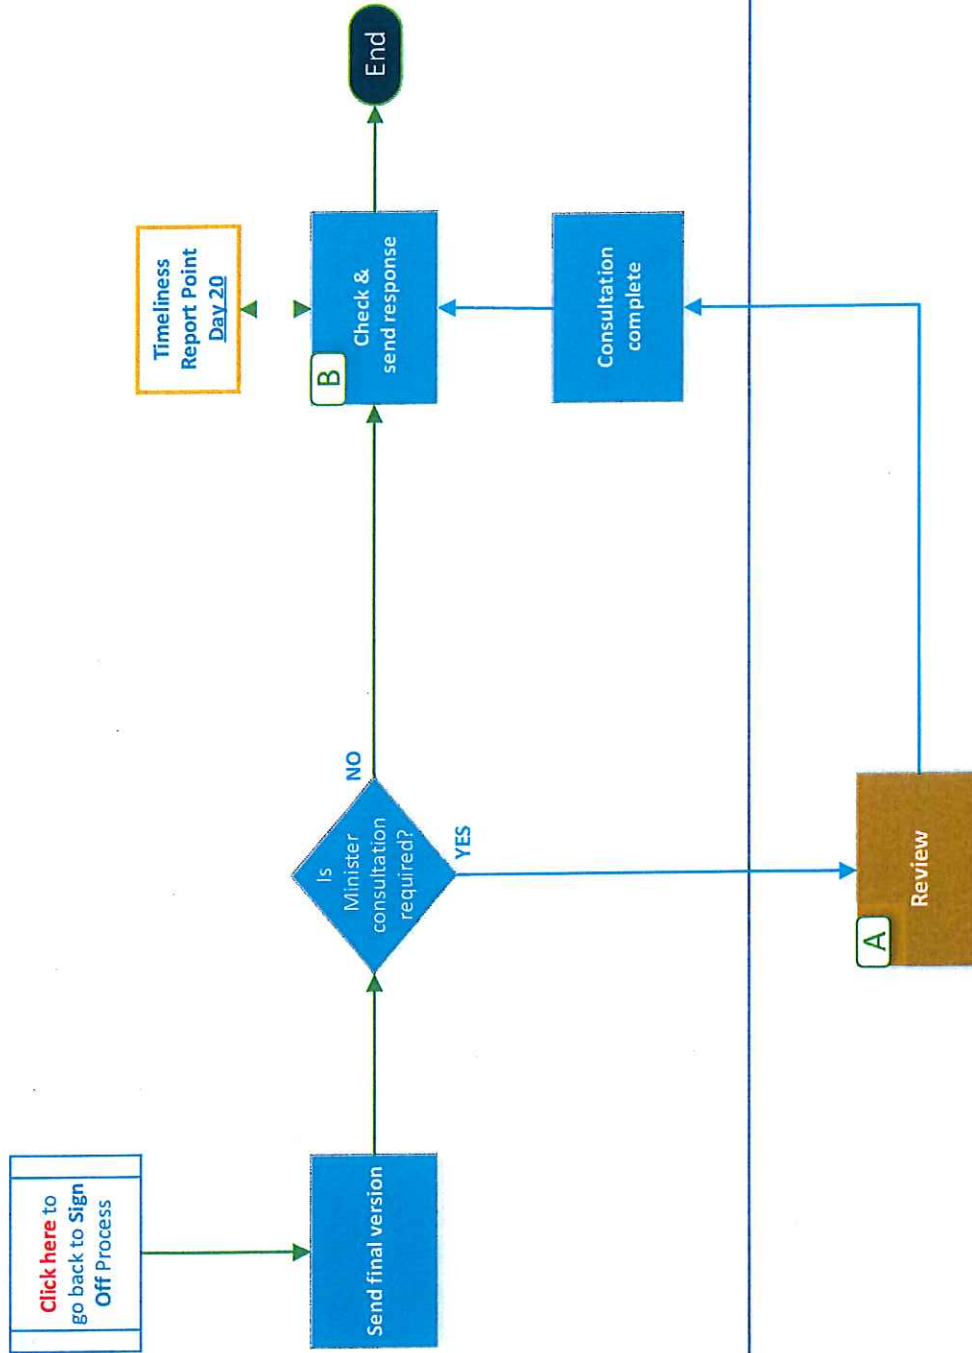 Click here to
go back to Sign
Off Process
Send final version
Is
Minister
consultation
required?
NO
YES
A
Review
Timeliness
Report Point
Day 20
B
Check &
send response
Consultation
complete
End